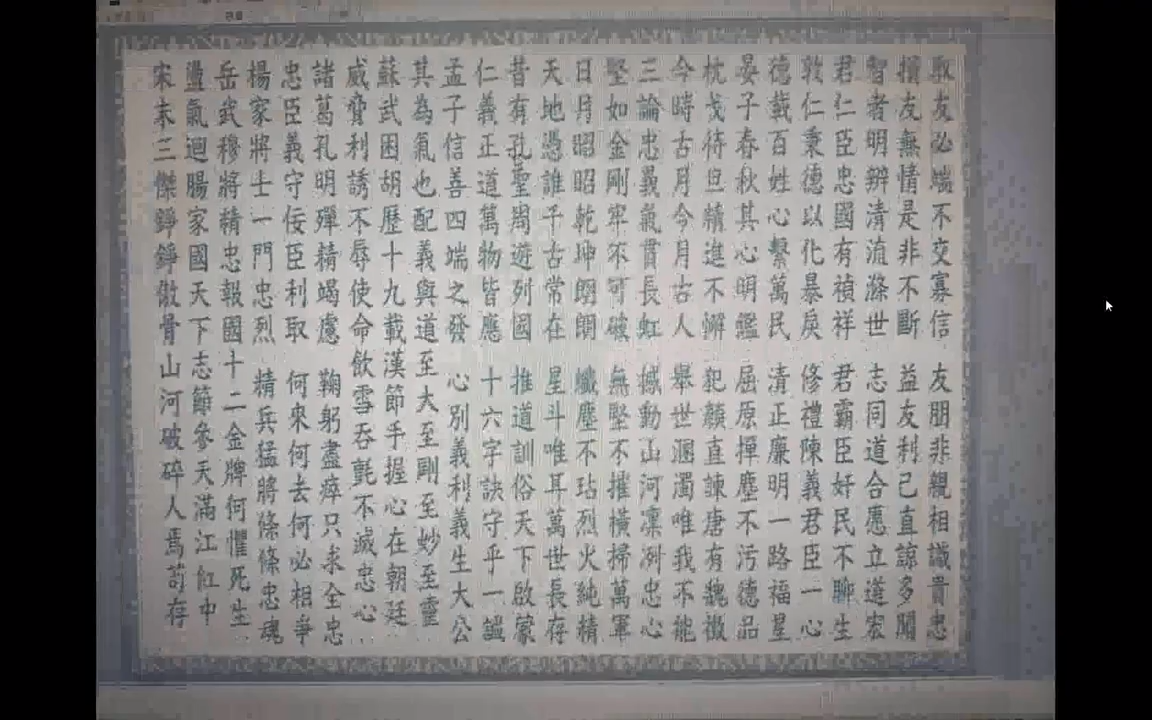 取友必端不交寡信 友朋非親相識貴忠
損友無情是非不斷 益友利己直諒多聞
智者明辨清流滌世 志同道合愿立道宏
君仁臣忠國有禎祥 君霸臣奸民不聊生
敦仁秉德以化暴戾 修禮陳義君臣一心
德載百姓心繫萬民 清正廉明一路福星
晏子春秋其心明鑑 屈原撣塵不污德品
枕戈待旦精進不懈 犯顏直諫唐有魏徵
今時古月今月古人 舉世溷濁唯我不能
三論忠義氣貫長虹 撼動山河凜冽忠心
堅如金剛牢不可破 無堅不摧橫掃萬軍
日月昭昭乾坤朗朗 纖塵不玷烈火純精
天地憑誰千古常在 星斗唯耳萬世長存
昔有孔聖周遊列國 推道訓俗天下啟蒙
仁義正道萬物皆應 十六字訣守乎一謐
孟子信善四端之發 心別義利義生大公
其為氣也配義與道至大至剛至妙至靈
蘇武困胡歷十九載漢節手握心在朝廷
威脅利誘不辱使命飲雪吞氈不滅忠心
諸葛孔明殫精竭慮 鞠躬盡瘁只求全忠
忠臣義守佞臣利取 何來何去何必相爭
楊家將士一門忠烈 精兵猛將條條忠魂
岳武穆將精忠報國十二金牌何懼死生
盪氣迴腸家國天下志節參天滿江紅中
宋末三傑錚錚傲骨山河破碎人焉苟存